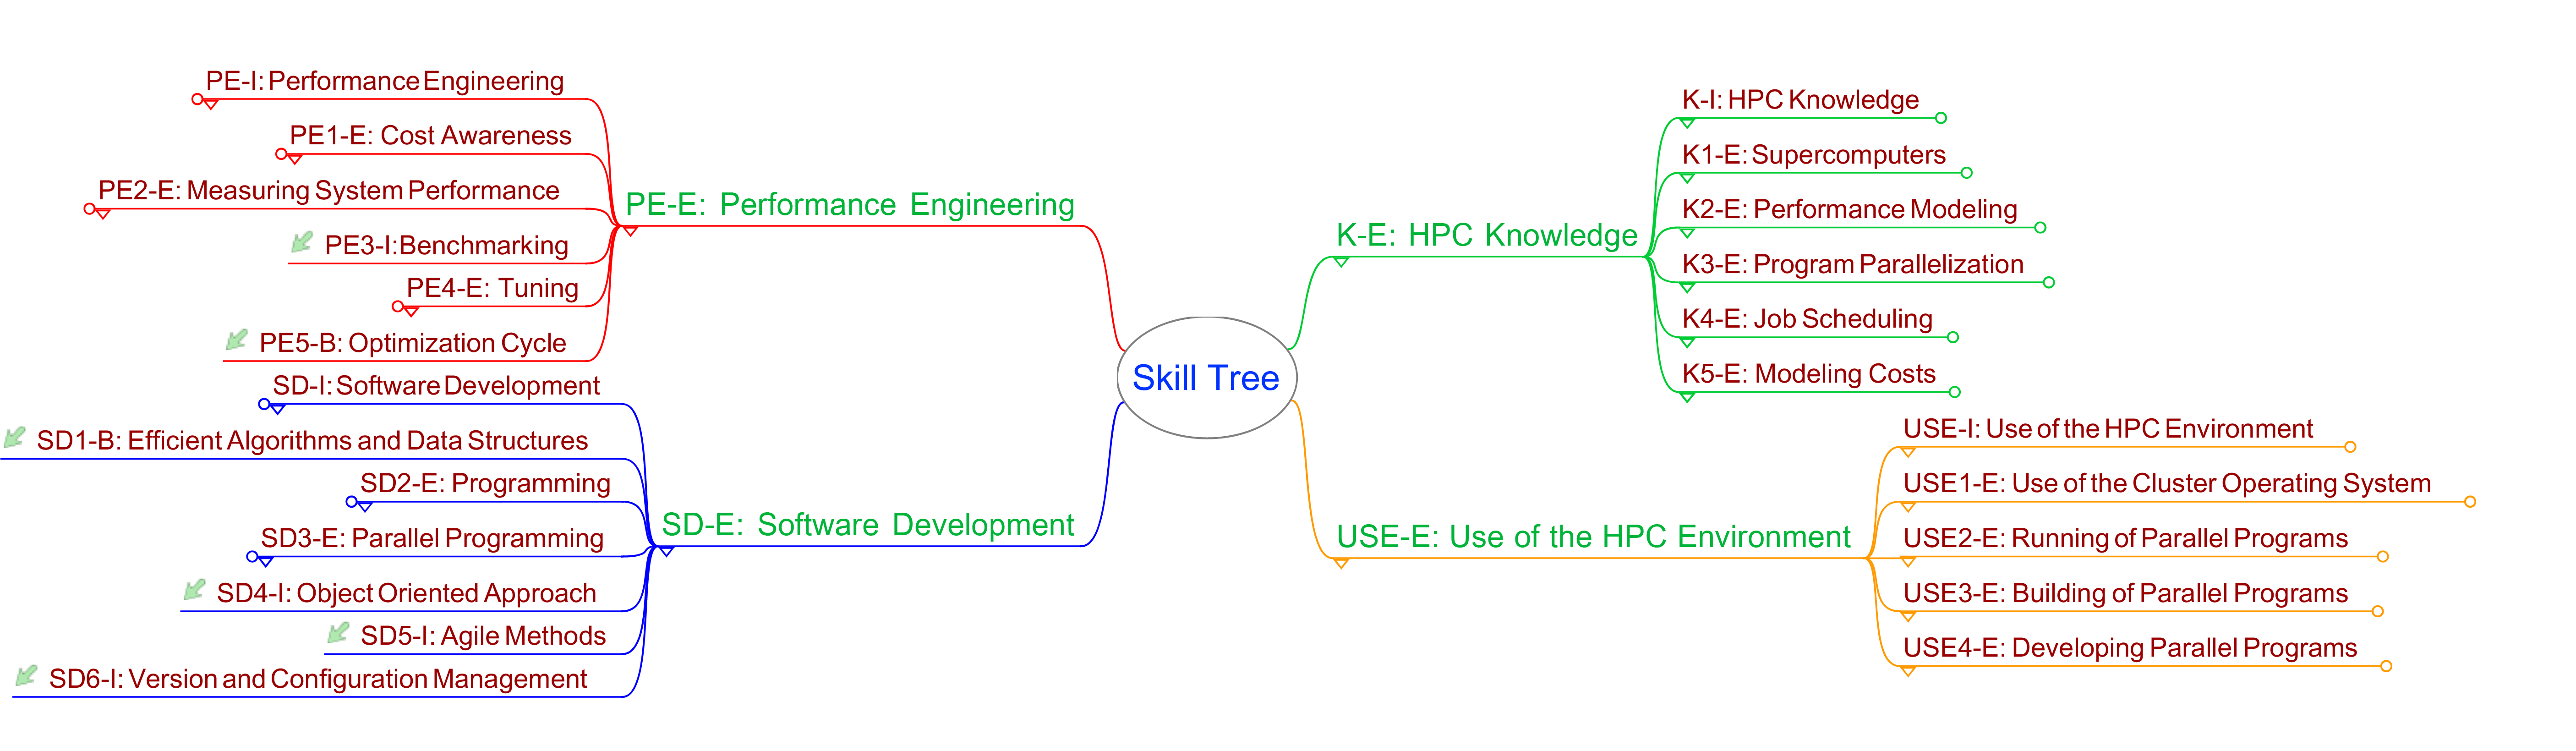 PE-I: Performance Engineering
PE1-E: Cost Awareness
PE2-E: Measuring System Performance
PE3-I:Benchmarking
PE4-E: Tuning
PE5-B: Optimization Cycle
PE-E: Performance Engineering
SD-I: Software Development
SD1-B: Efficient Algorithms and Data Structures
SD2-E: Programming
SD3-E: Parallel Programming
SD4-I: Object Oriented Approach
SD5-I: Agile Methods
SD6-I: Version and Configuration Management
SD-E: Software Development
Skill Tree
K-E: HPC Knowledge
K-I: HPC Knowledge
K1-E: Supercomputers
K2-E: Performance Modeling
K3-E: Program Parallelization
K4-E: Job Scheduling
K5-E: Modeling Costs
USE-E: Use of the HPC Environment
USE-I: Use of the HPC Environment
USE1-E: Use of the Cluster Operating System
USE2-E: Running of Parallel Programs
USE3-E: Building of Parallel Programs
USE4-E: Developing Parallel Programs